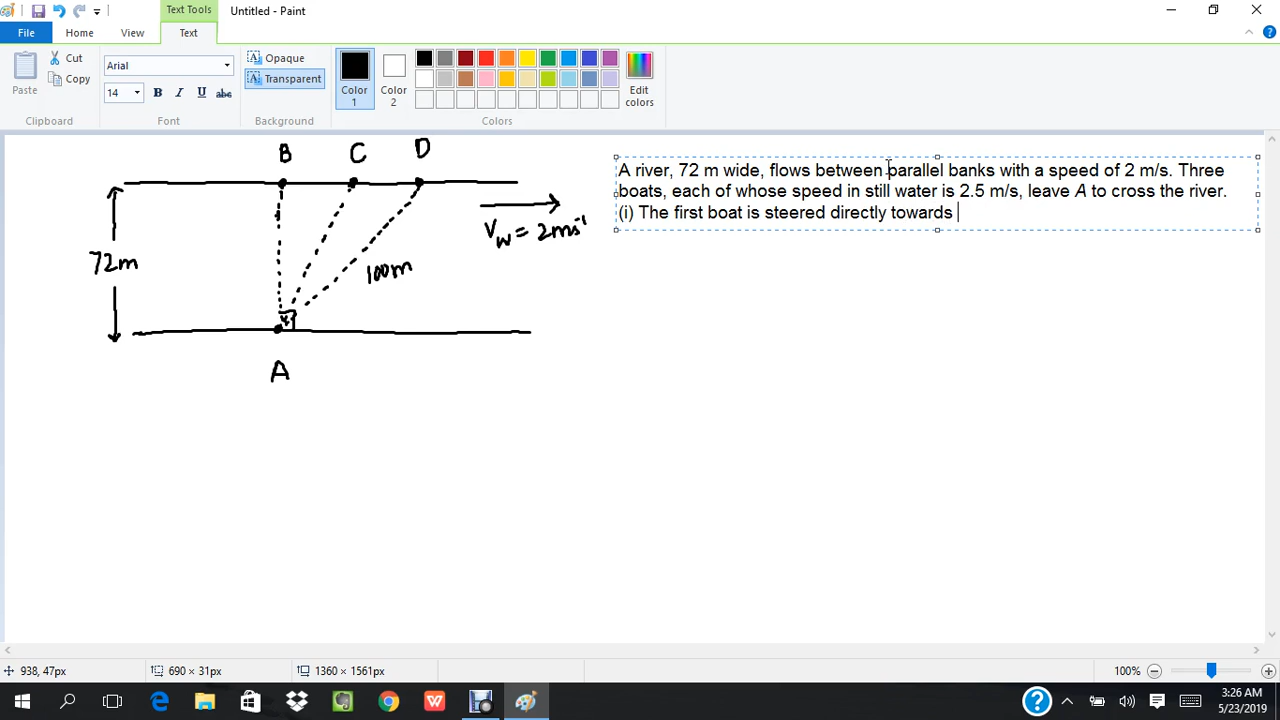 Text Tools
Untitled - Paint
File
Home
View
Text
Paste
Cut
Copy
Clipboard
Arial
14
B I U abc
Font
Opaque
Transparent
Background
Color 1
Color 2
Edit colors
Colors
B C D
72m
100m
Vw = 2ms⁻¹
A
A river, 72 m wide, flows between parallel banks with a speed of 2 m/s. Three
boats, each of whose speed in still water is 2.5 m/s, leave A to cross the river.
(i) The first boat is steered directly towards
938, 47px
690 × 31px
1360 × 1561px
100%
3:26 AM
5/23/2019